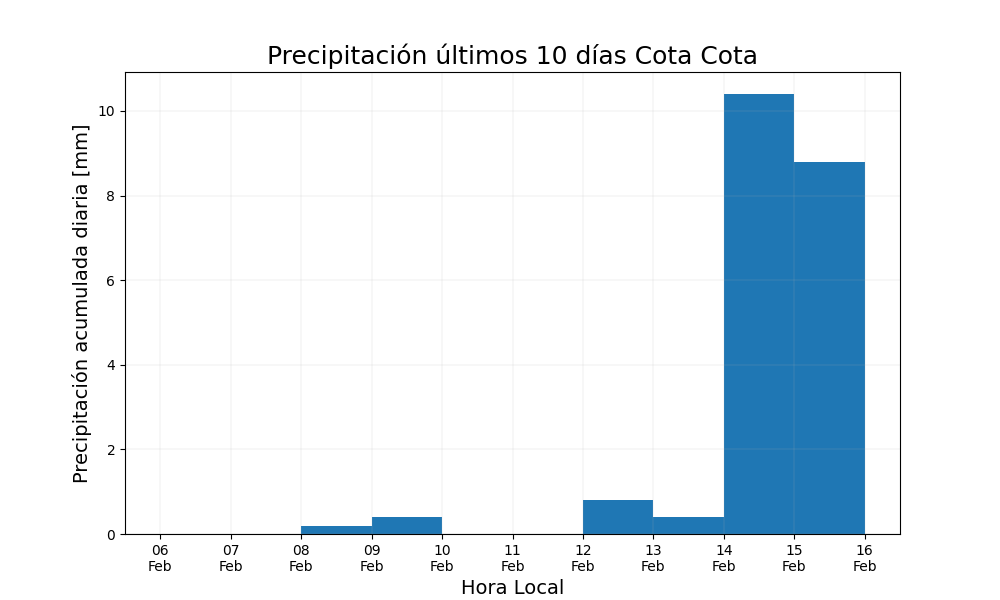 Precipitación últimos 10 días Cota Cota
Precipitación acumulada diaria [mm]
10
8
6
4
2
0
06 07 08 09 10 11 12 13 14 15 16
Feb Feb Feb Feb Feb Feb Feb Feb Feb Feb Feb
Hora Local